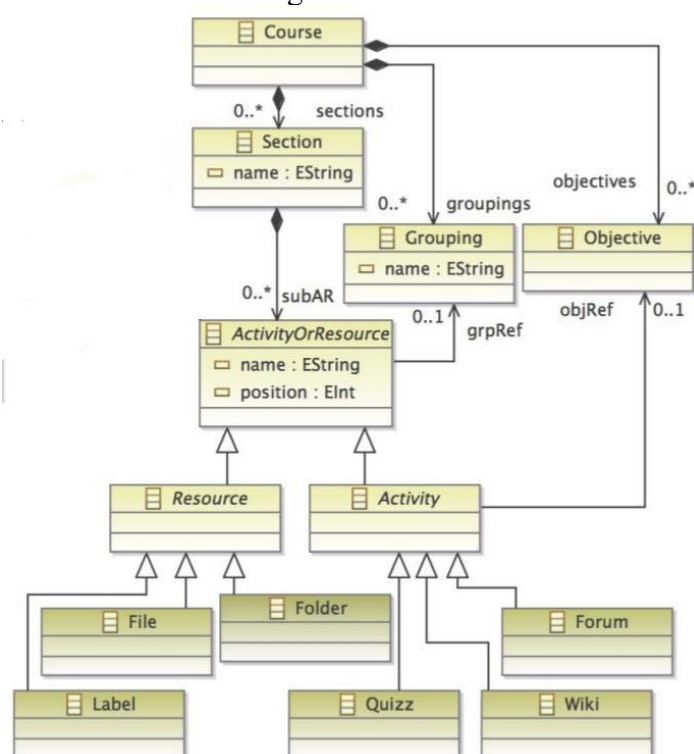 Course
0..* sections
Section
name : EString
objectives
0..*
0..* groupings
Grouping
name : EString
Objective
0..* subAR
0..1
grpRef
objRef
0..1
ActivityOrResource
name : EString
position : EInt
Resource
Activity
File
Folder
Forum
Label
Quizz
Wiki